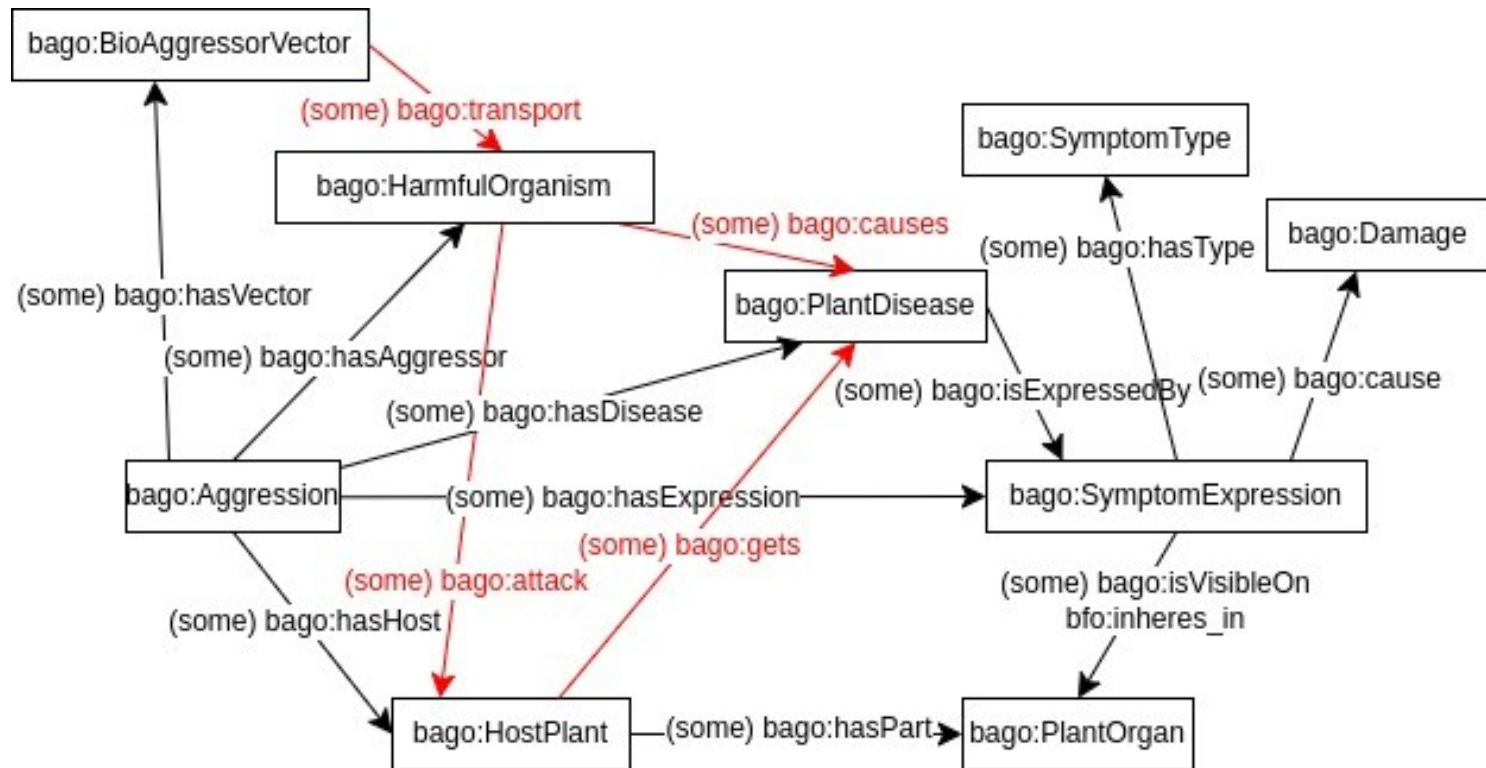 bago:BioAggressorVector
(some) bago:transport
bago:SymptomType
bago:HarmfulOrganism
(some) bago:causes
(some) bago:hasType
bago:Damage
(some) bago:hasVector
bago:PlantDisease
(some) bago:hasAggressor
(some) bago:isExpressedBy
(some) bago:cause
(some) bago:hasDisease
bago:Aggression
(some) bago:hasExpression
bago:SymptomExpression
(some) bago:gets
(some) bago:attack
(some) bago:isVisibleOn
bfo:inheres_in
(some) bago:hasHost
bago:HostPlant
(some) bago:hasPart
bago:PlantOrgan